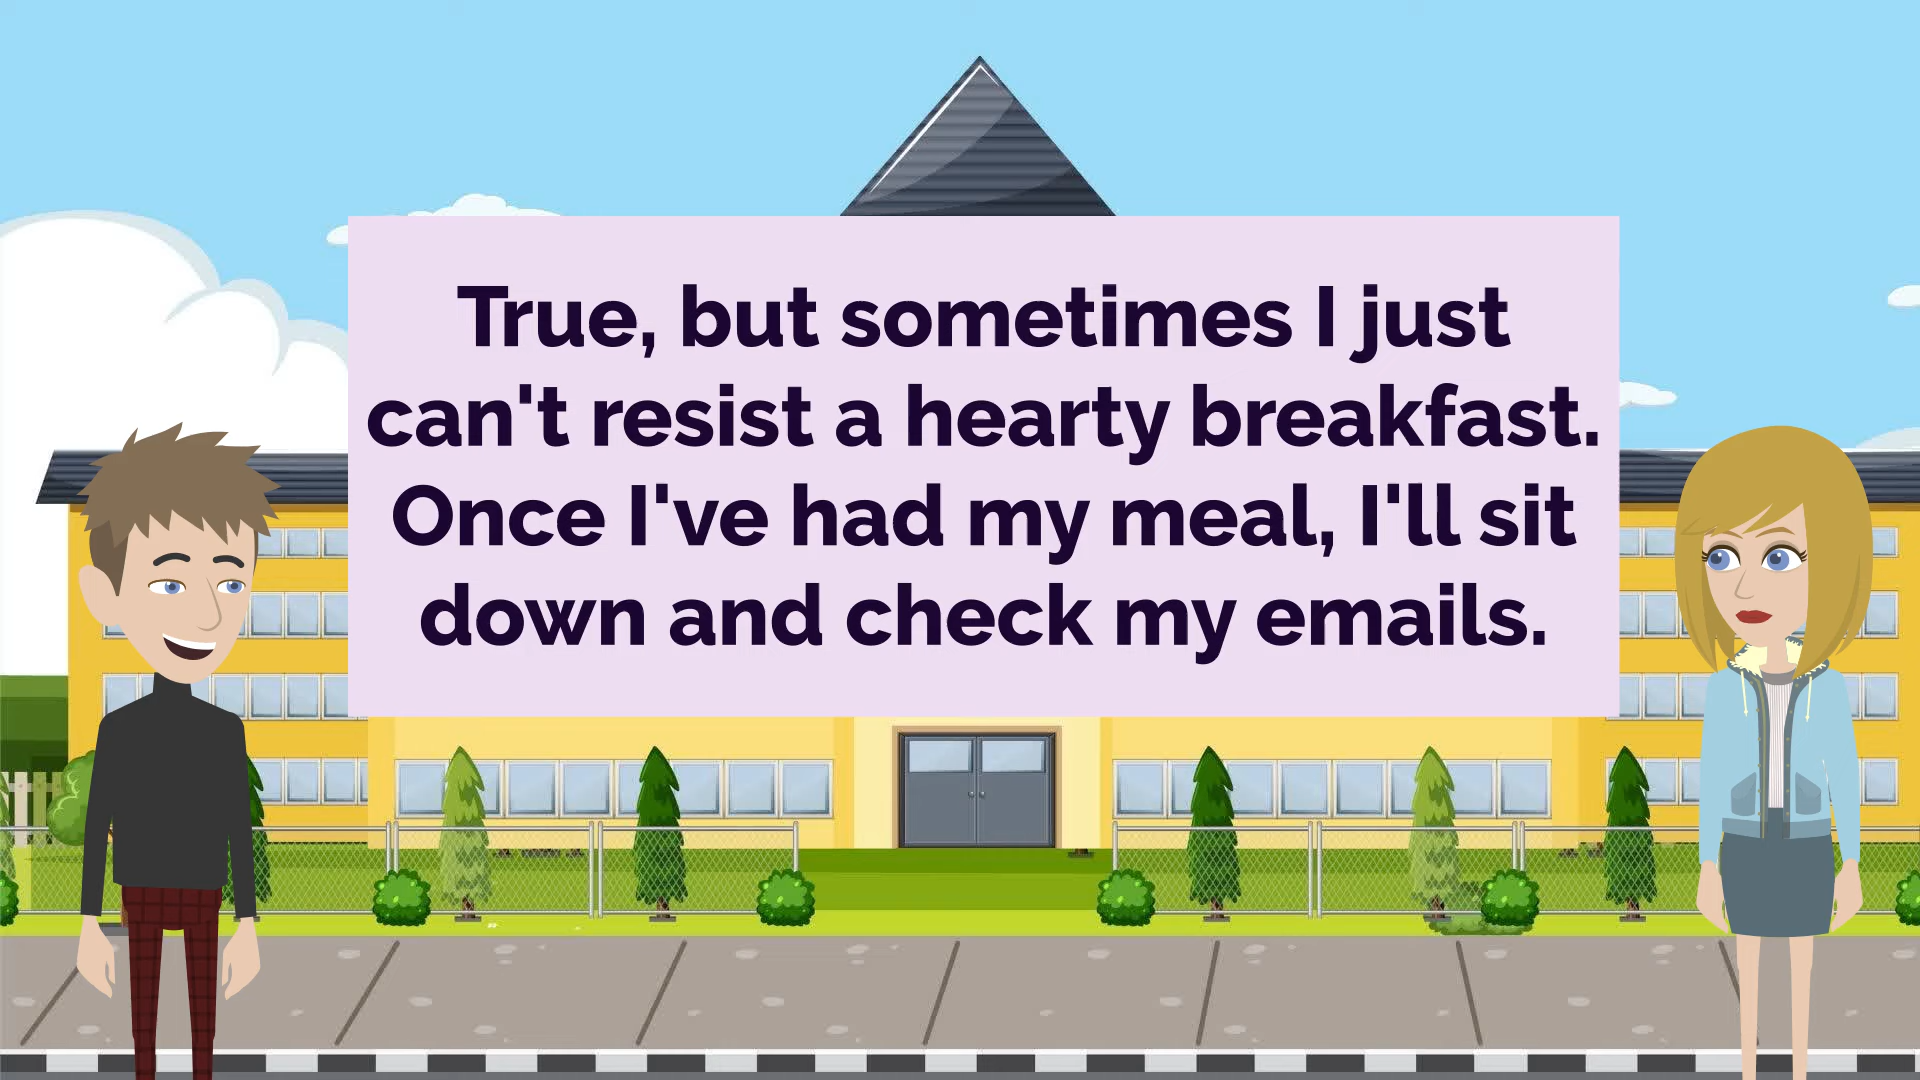 True, but sometimes I just
can't resist a hearty breakfast.
Once I've had my meal, I'll sit
down and check my emails.